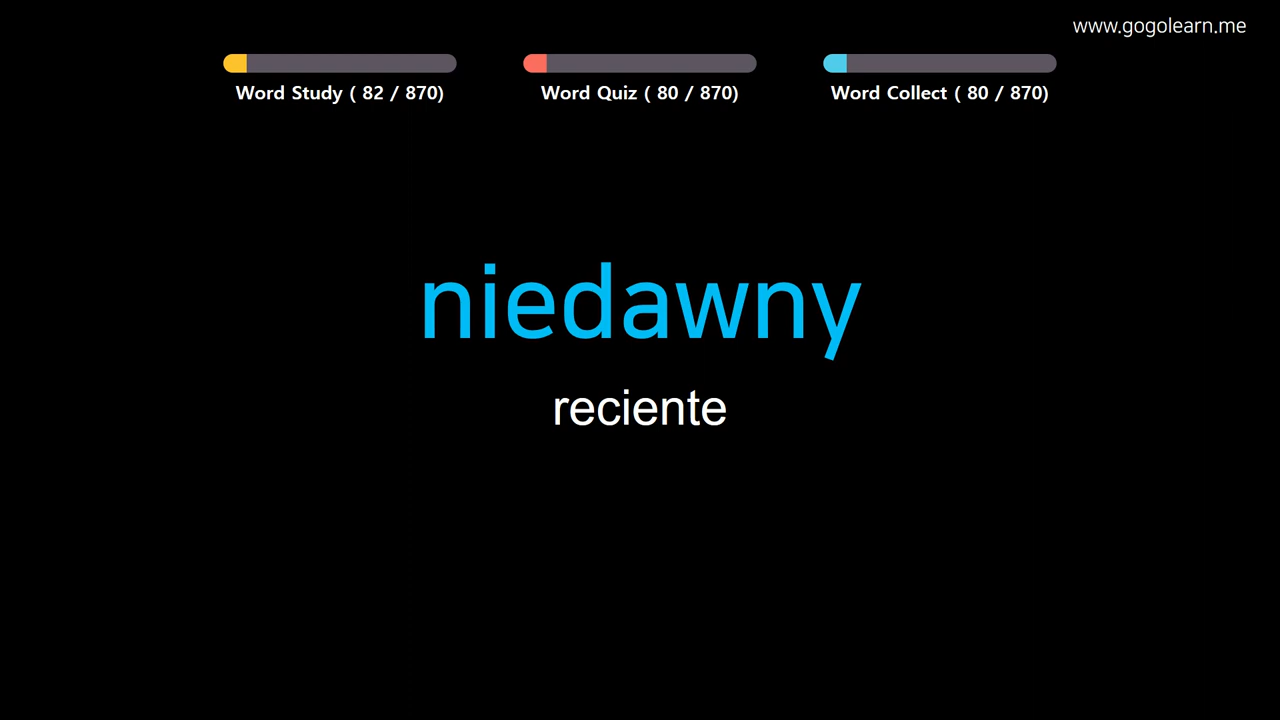 www.gogolearn.me
Word Study ( 82 / 870)
Word Quiz ( 80 / 870)
Word Collect ( 80 / 870)
niedawny
reciente